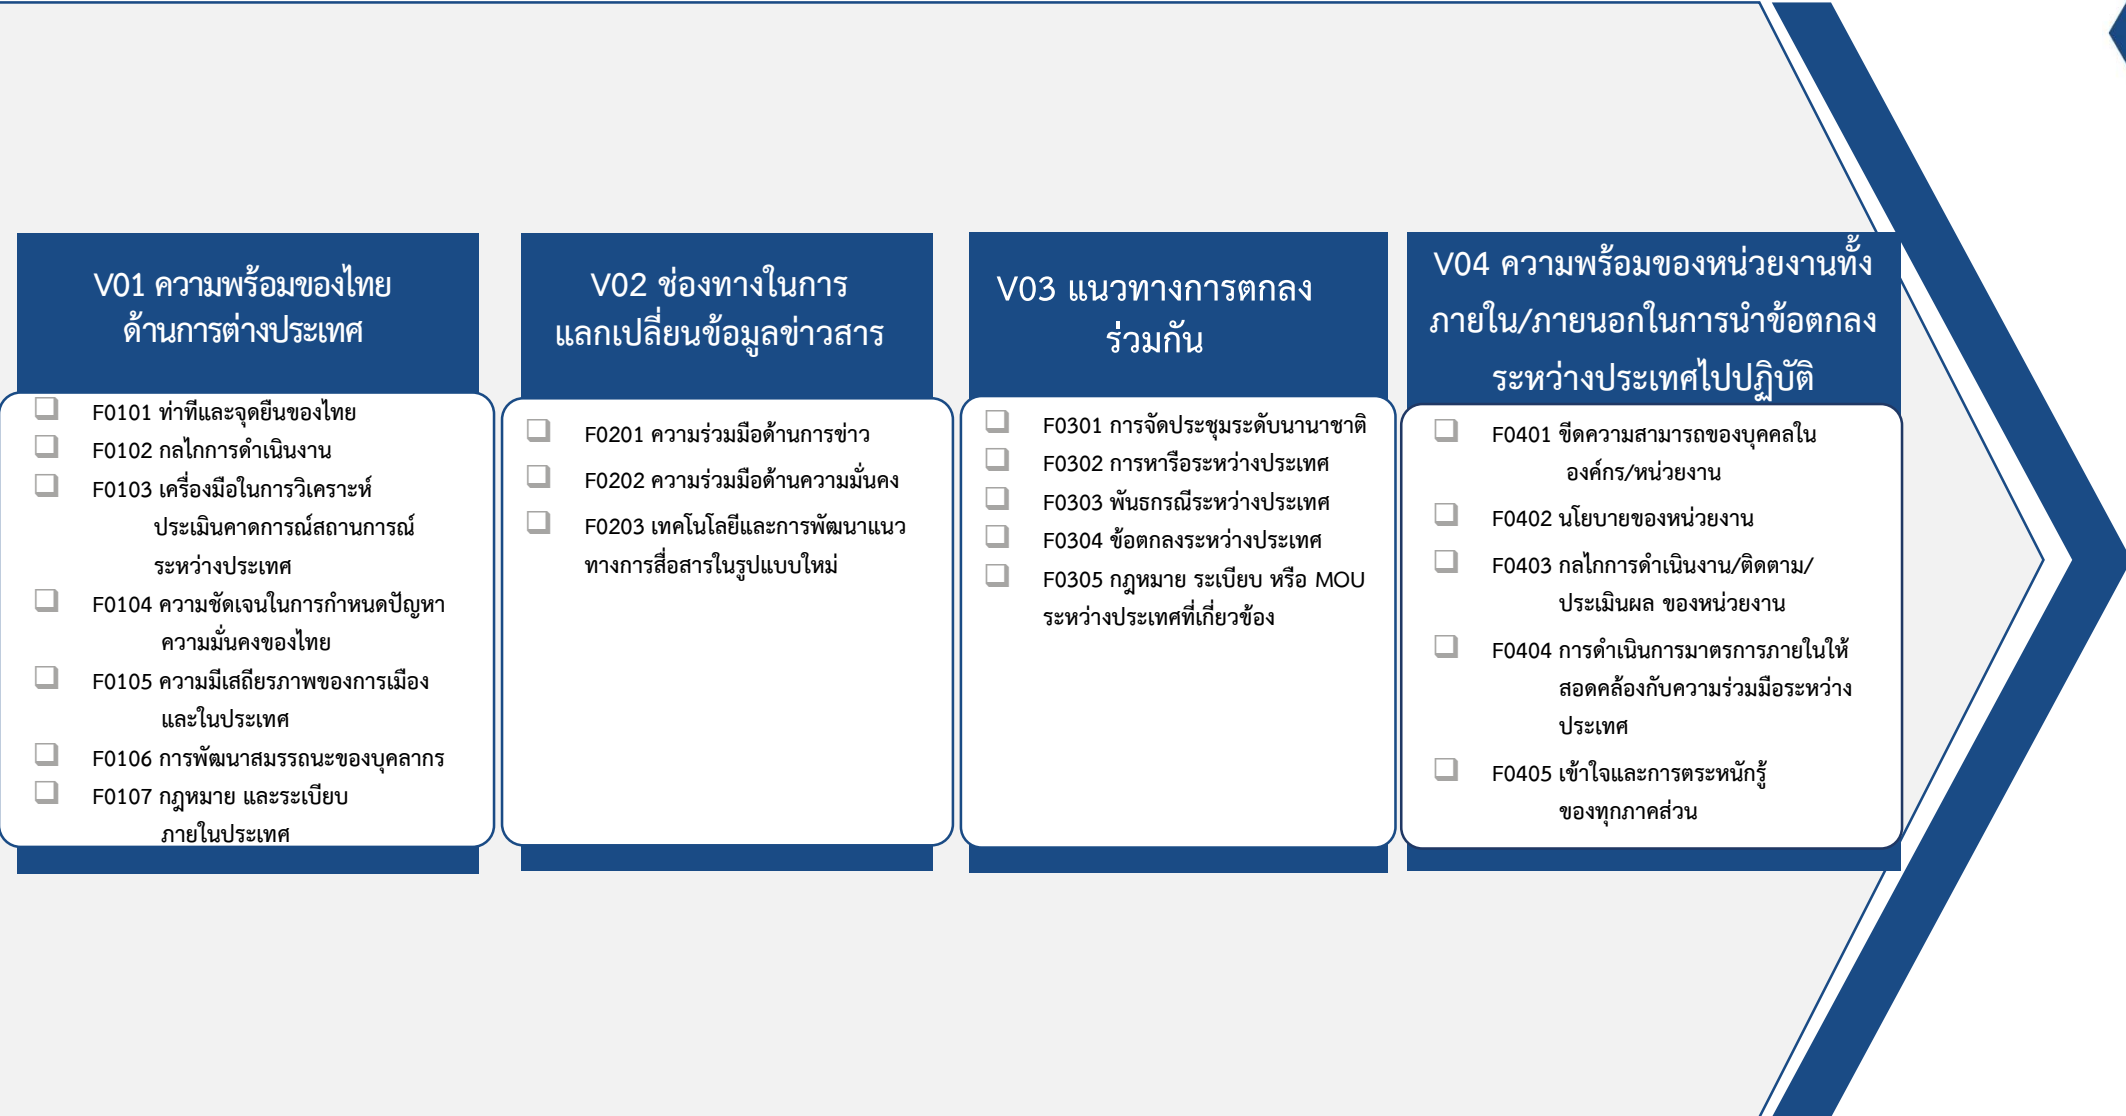 V01 ความพร้อมของไทย
ด้านการต่างประเทศ
F0101 ท่าทีและจุดยืนของไทย
F0102 กลไกการดำเนินงาน
F0103 เครื่องมือในการวิเคราะห์
ประเมินคาดการณ์สถานการณ์
ระหว่างประเทศ
F0104 ความชัดเจนในการกำหนดปัญหา
ความมั่นคงของไทย
F0105 ความมีเสถียรภาพของการเมือง
และในประเทศ
F0106 การพัฒนาสมรรถนะของบุคลากร
F0107 กฎหมาย และระเบียบ
ภายในประเทศ
V02 ช่องทางในการ
แลกเปลี่ยนข้อมูลข่าวสาร
F0201 ความร่วมมือด้านการข่าว
F0202 ความร่วมมือด้านความมั่นคง
F0203 เทคโนโลยีและการพัฒนาแนว
ทางการสื่อสารในรูปแบบใหม่
V03 แนวทางการตกลง
ร่วมกัน
F0301 การจัดประชุมระดับนานาชาติ
F0302 การหารือระหว่างประเทศ
F0303 พันธกรณีระหว่างประเทศ
F0304 ข้อตกลงระหว่างประเทศ
F0305 กฎหมาย ระเบียบ หรือ MOU
ระหว่างประเทศที่เกี่ยวข้อง
V04 ความพร้อมของหน่วยงานทั้ง
ภายใน/ภายนอกในการนำข้อตกลง
ระหว่างประเทศไปปฏิบัติ
F0401 ขีดความสามารถของบุคคลใน
องค์กร/หน่วยงาน
F0402 นโยบายของหน่วยงาน
F0403 กลไกการดำเนินงาน/ติดตาม/
ประเมินผล ของหน่วยงาน
F0404 การดำเนินการมาตรการภายในให้
สอดคล้องกับความร่วมมือระหว่าง
ประเทศ
F0405 เข้าใจและการตระหนักรู้
ของทุกภาคส่วน